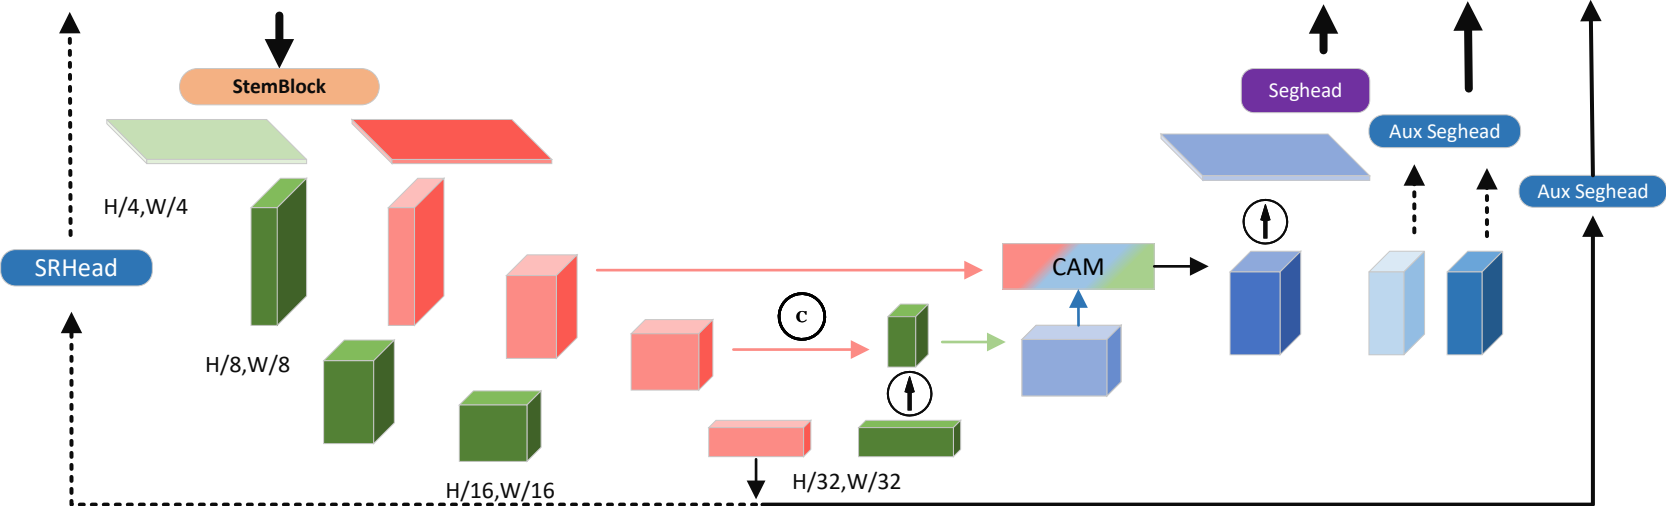 StemBlock
Seghead
Aux Seghead
Aux Seghead
H/4,W/4
SRHead
CAM
C
H/8,W/8
H/16,W/16
H/32,W/32